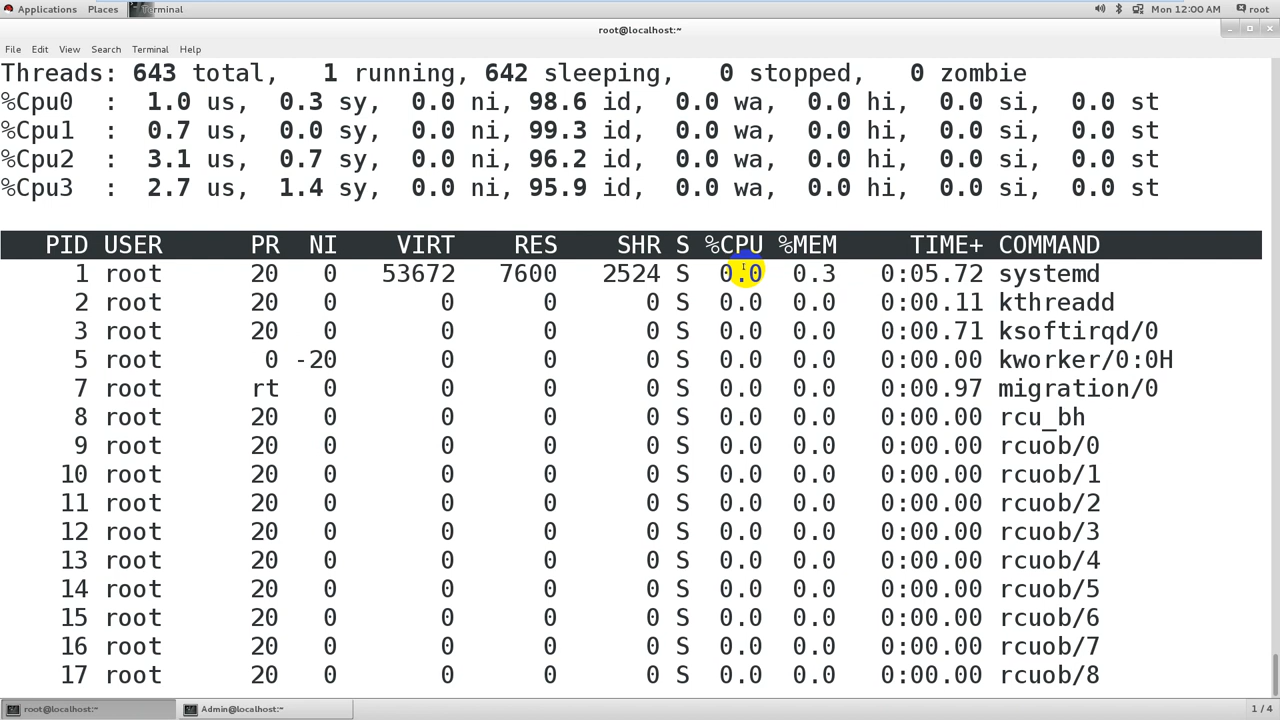 Applications Places Terminal Mon 12:00 AM root
root@localhost:~
File Edit View Search Terminal Help
Threads: 643 total, 1 running, 642 sleeping, 0 stopped, 0 zombie
%Cpu0 : 1.0 us, 0.3 sy, 0.0 ni, 98.6 id, 0.0 wa, 0.0 hi, 0.0 si, 0.0 st
%Cpu1 : 0.7 us, 0.0 sy, 0.0 ni, 99.3 id, 0.0 wa, 0.0 hi, 0.0 si, 0.0 st
%Cpu2 : 3.1 us, 0.7 sy, 0.0 ni, 96.2 id, 0.0 wa, 0.0 hi, 0.0 si, 0.0 st
%Cpu3 : 2.7 us, 1.4 sy, 0.0 ni, 95.9 id, 0.0 wa, 0.0 hi, 0.0 si, 0.0 st
PID USER PR NI VIRT RES SHR S %CPU %MEM TIME+ COMMAND
1 root 20 0 53672 7600 2524 S 0.0 0.3 0:05.72 systemd
2 root 20 0 0 0 0 S 0.0 0.0 0:00.11 kthreadd
3 root 20 0 0 0 0 S 0.0 0.0 0:00.71 ksoftirqd/0
5 root 0 -20 0 0 0 S 0.0 0.0 0:00.00 kworker/0:0H
7 root rt 0 0 0 0 S 0.0 0.0 0:00.97 migration/0
8 root 20 0 0 0 0 S 0.0 0.0 0:00.00 rcu_bh
9 root 20 0 0 0 0 S 0.0 0.0 0:00.00 rcuob/0
10 root 20 0 0 0 0 S 0.0 0.0 0:00.00 rcuob/1
11 root 20 0 0 0 0 S 0.0 0.0 0:00.00 rcuob/2
12 root 20 0 0 0 0 S 0.0 0.0 0:00.00 rcuob/3
13 root 20 0 0 0 0 S 0.0 0.0 0:00.00 rcuob/4
14 root 20 0 0 0 0 S 0.0 0.0 0:00.00 rcuob/5
15 root 20 0 0 0 0 S 0.0 0.0 0:00.00 rcuob/6
16 root 20 0 0 0 0 S 0.0 0.0 0:00.00 rcuob/7
17 root 20 0 0 0 0 S 0.0 0.0 0:00.00 rcuob/8
root@localhost:~ Admin@localhost:~ 1 / 4